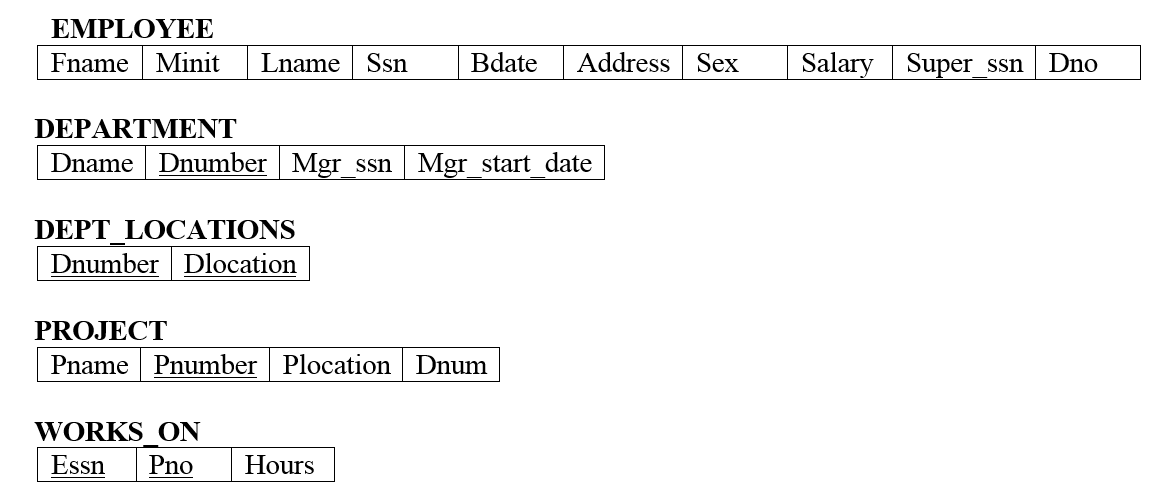 EMPLOYEE
Fname Minit Lname Ssn Bdate Address Sex Salary Super_ssn Dno
DEPARTMENT
Dname Dnumber Mgr_ssn Mgr_start_date
DEPT_LOCATIONS
Dnumber Dlocation
PROJECT
Pname Pnumber Plocation Dnum
WORKS_ON
Essn Pno Hours